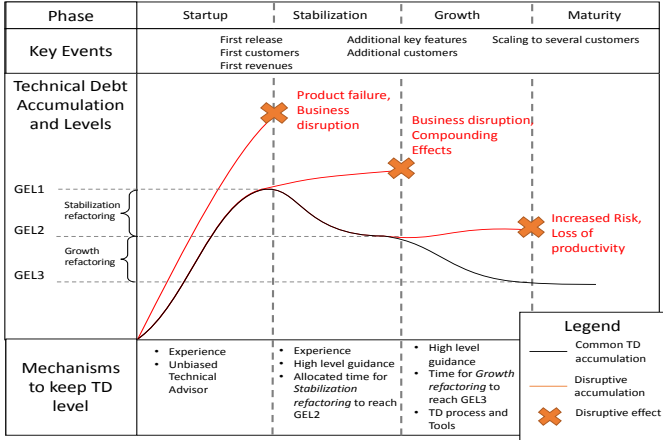 Phase
Startup
Stabilization
Growth
Maturity
Key Events
First release
First customers
First revenues
Additional key features
Additional customers
Scaling to several customers
Technical Debt
Accumulation
and Levels
Product failure,
Business
disruption
Business disruption,
Compounding
Effects
Increased Risk,
Loss of
productivity
GEL1
Stabilization
refactoring
GEL2
Growth
refactoring
GEL3
Mechanisms
to keep TD
level
• Experience
• Unbiased
Technical
Advisor
• Experience
• High level guidance
• Allocated time for
Stabilization
refactoring to reach
GEL2
• High level
guidance
• Time for Growth
refactoring to
reach GEL3
• TD process and
Tools
Legend
Common TD
accumulation
Disruptive
accumulation
Disruptive effect